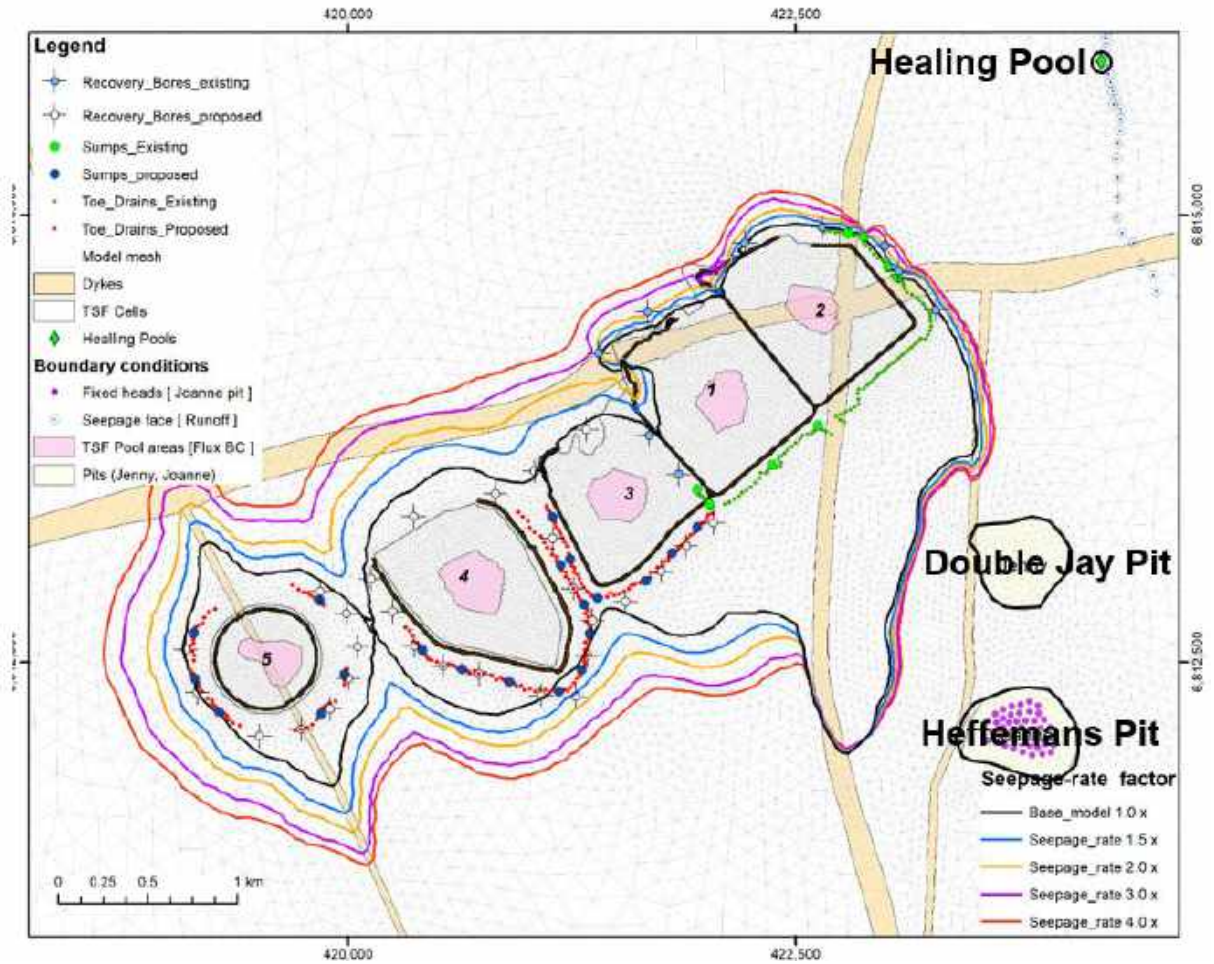 420,000
422,500
Legend
Recovery_Bores_existing
Recovery_Bores_proposed
Sumps_Existing
Sumps_proposed
Toe_Drains_Existing
Toe_Drains_Proposed
Model mesh
Dykes
TSF Cells
Healling Pools
Boundary conditions
Fixed heads [ Joanne pit ]
Seepage face [ Runoff ]
TSF Pool areas [Flux BC ]
Pits (Jenny, Joanne)
Healing Pool
6,815,000
2
1
3
4
5
Double Jay Pit
6,812,500
Heffemans Pit
Seepage-rate factor
Base_model 1.0 x
Seepage_rate 1.5 x
Seepage_rate 2.0 x
Seepage_rate 3.0 x
Seepage_rate 4.0 x
0 0.25 0.5 1 km
420,000
422,500